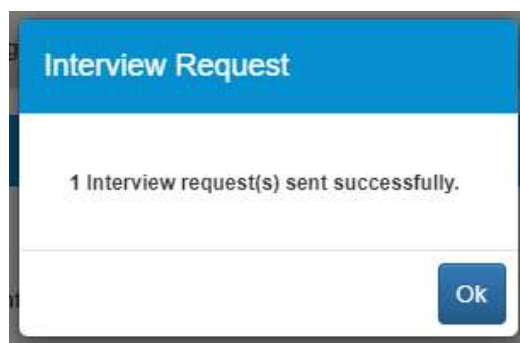 Interview Request
1 Interview request(s) sent successfully.
Ok